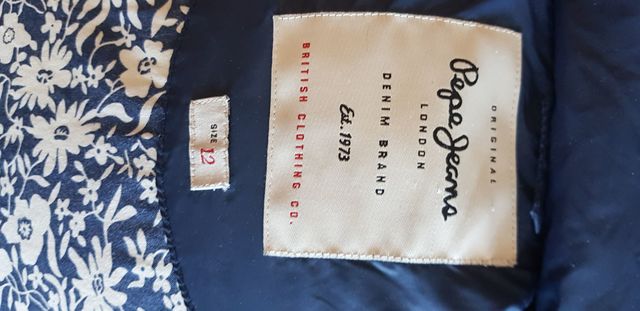 ORIGINAL
Pepe Jeans
LONDON
DENIM BRAND
Est. 1973
BRITISH CLOTHING CO.
SIZE
12